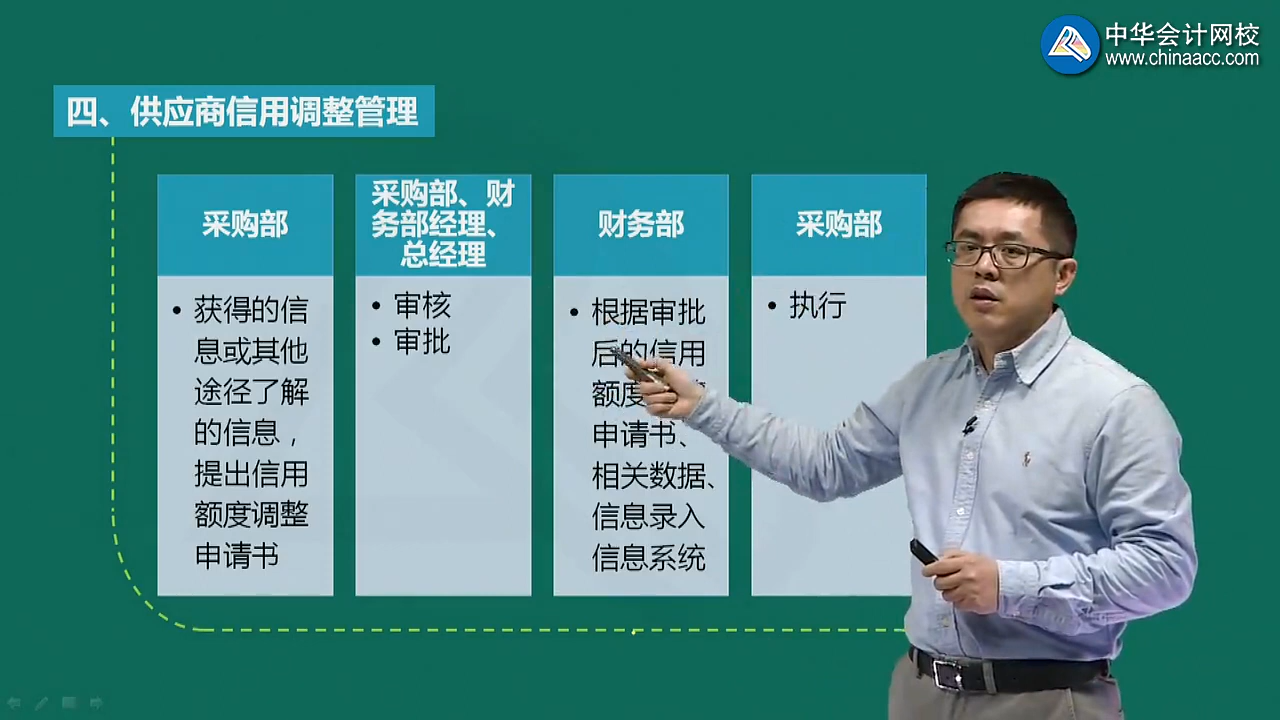 中华会计网校
www.chinaacc.com
四、供应商信用调整管理
采购部
获得的信
息或其他
途径了解
的信息，
提出信用
额度调整
申请书
采购部、财
务部经理、
总经理
审核
审批
财务部
根据审批
后的信用
额度
申请书、
相关数据、
信息录入
信息系统
采购部
执行